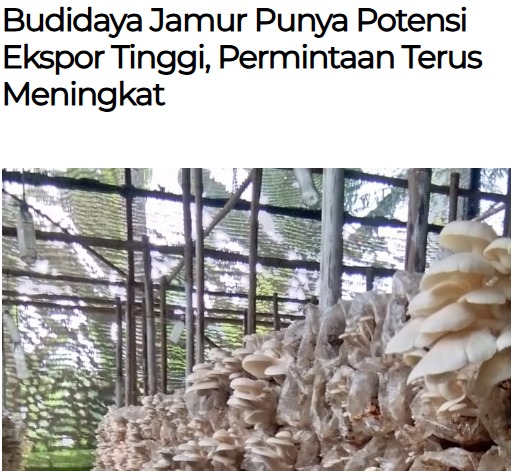 Budidaya Jamur Punya Potensi
Ekspor Tinggi, Permintaan Terus
Meningkat